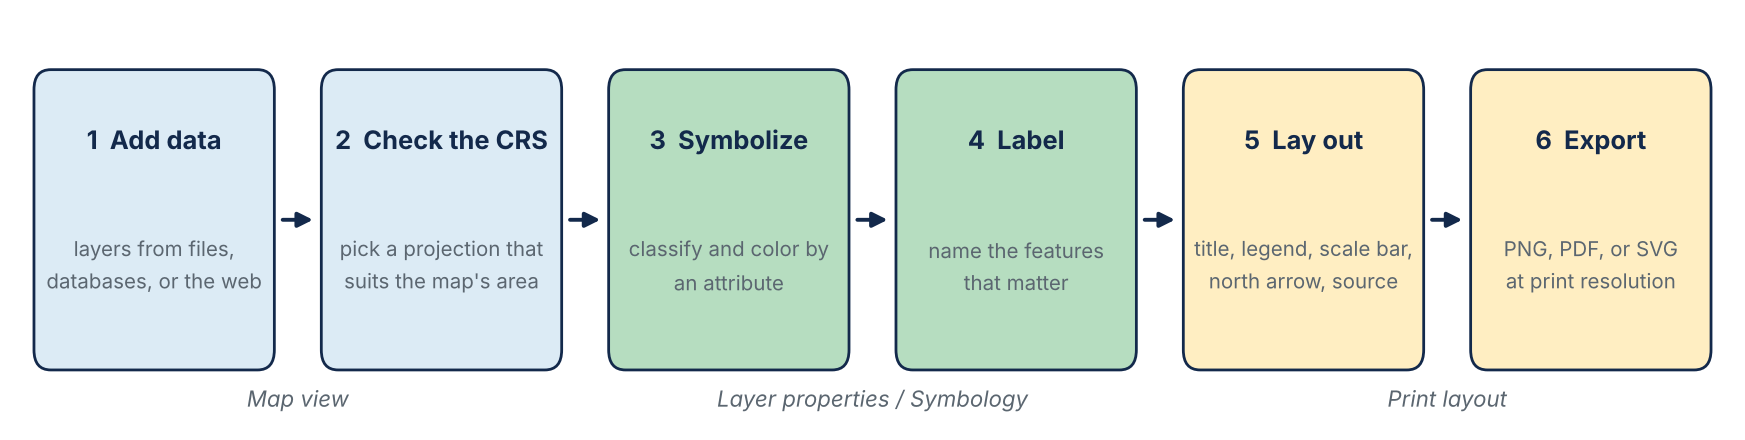 1 Add data
layers from files,
databases, or the web
2 Check the CRS
pick a projection that
suits the map's area
3 Symbolize
classify and color by
an attribute
4 Label
name the features
that matter
5 Lay out
title, legend, scale bar,
north arrow, source
6 Export
PNG, PDF, or SVG
at print resolution
Map view
Layer properties / Symbology
Print layout